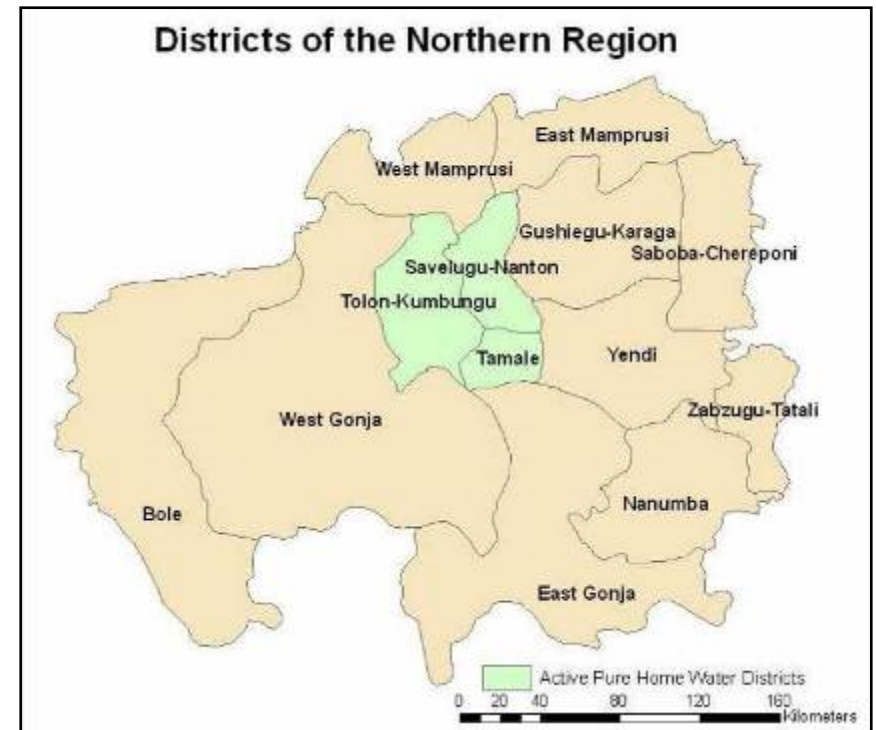 Districts of the Northern Region
East Mamprusi
West Mamprusi
Gushiegu-Karaga
Saboba-Chereponi
Savelugu-Nanton
Tolon-Kumbungu
Tamale
Yendi
Zabzugu-Tatali
West Gonja
Nanumba
Bole
East Gonja
Active Pure Home Water Districts
0 20 40 80 120 160
Kilometers